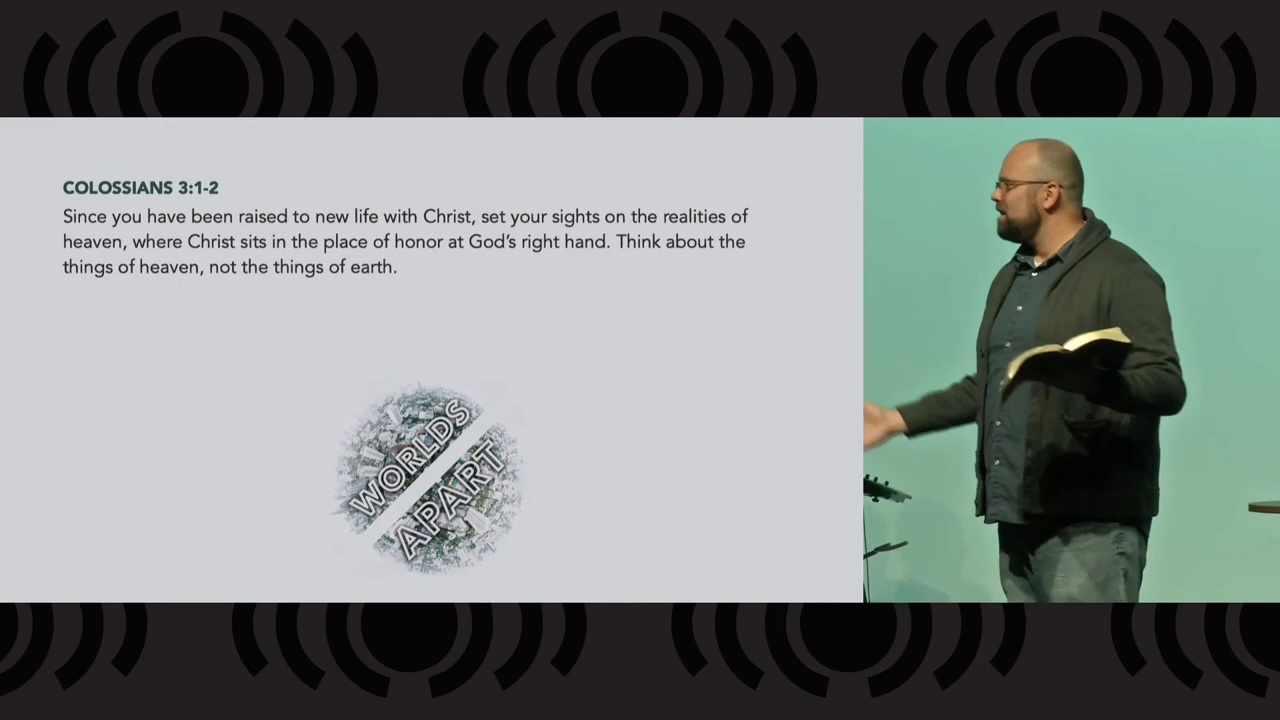 COLOSSIANS 3:1-2
Since you have been raised to new life with Christ, set your sights on the realities of
heaven, where Christ sits in the place of honor at God's right hand. Think about the
things of heaven, not the things of earth.
WORLDS
APART